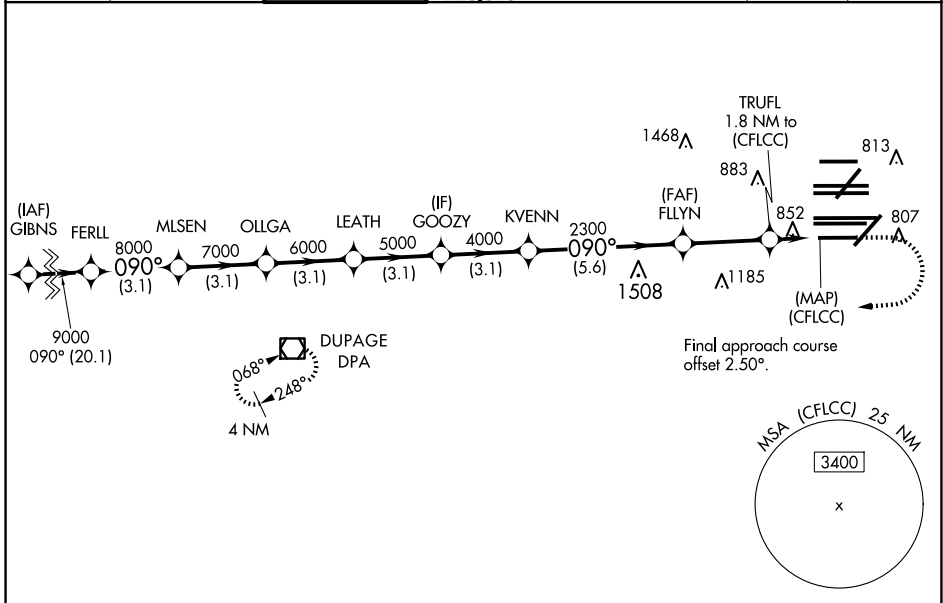 TRUFL
1.8 NM to
(CFLCC)
1468
813
883
(IAF)
GIBNS
FERLL
MLSEN
OLLGA
LEATH
(IF)
GOOZY
KVENN
(FAF)
FLLYN
852
807
8000
090°
(3.1)
7000
(3.1)
6000
(3.1)
5000
(3.1)
4000
(3.1)
2300
090°
(5.6)
1508
1185
(MAP)
(CFLCC)
9000
090° (20.1)
DUPAGE
DPA
068°
248°
4 NM
Final approach course
offset 2.50°.
MSA (CFLCC) 25 NM
3400
x